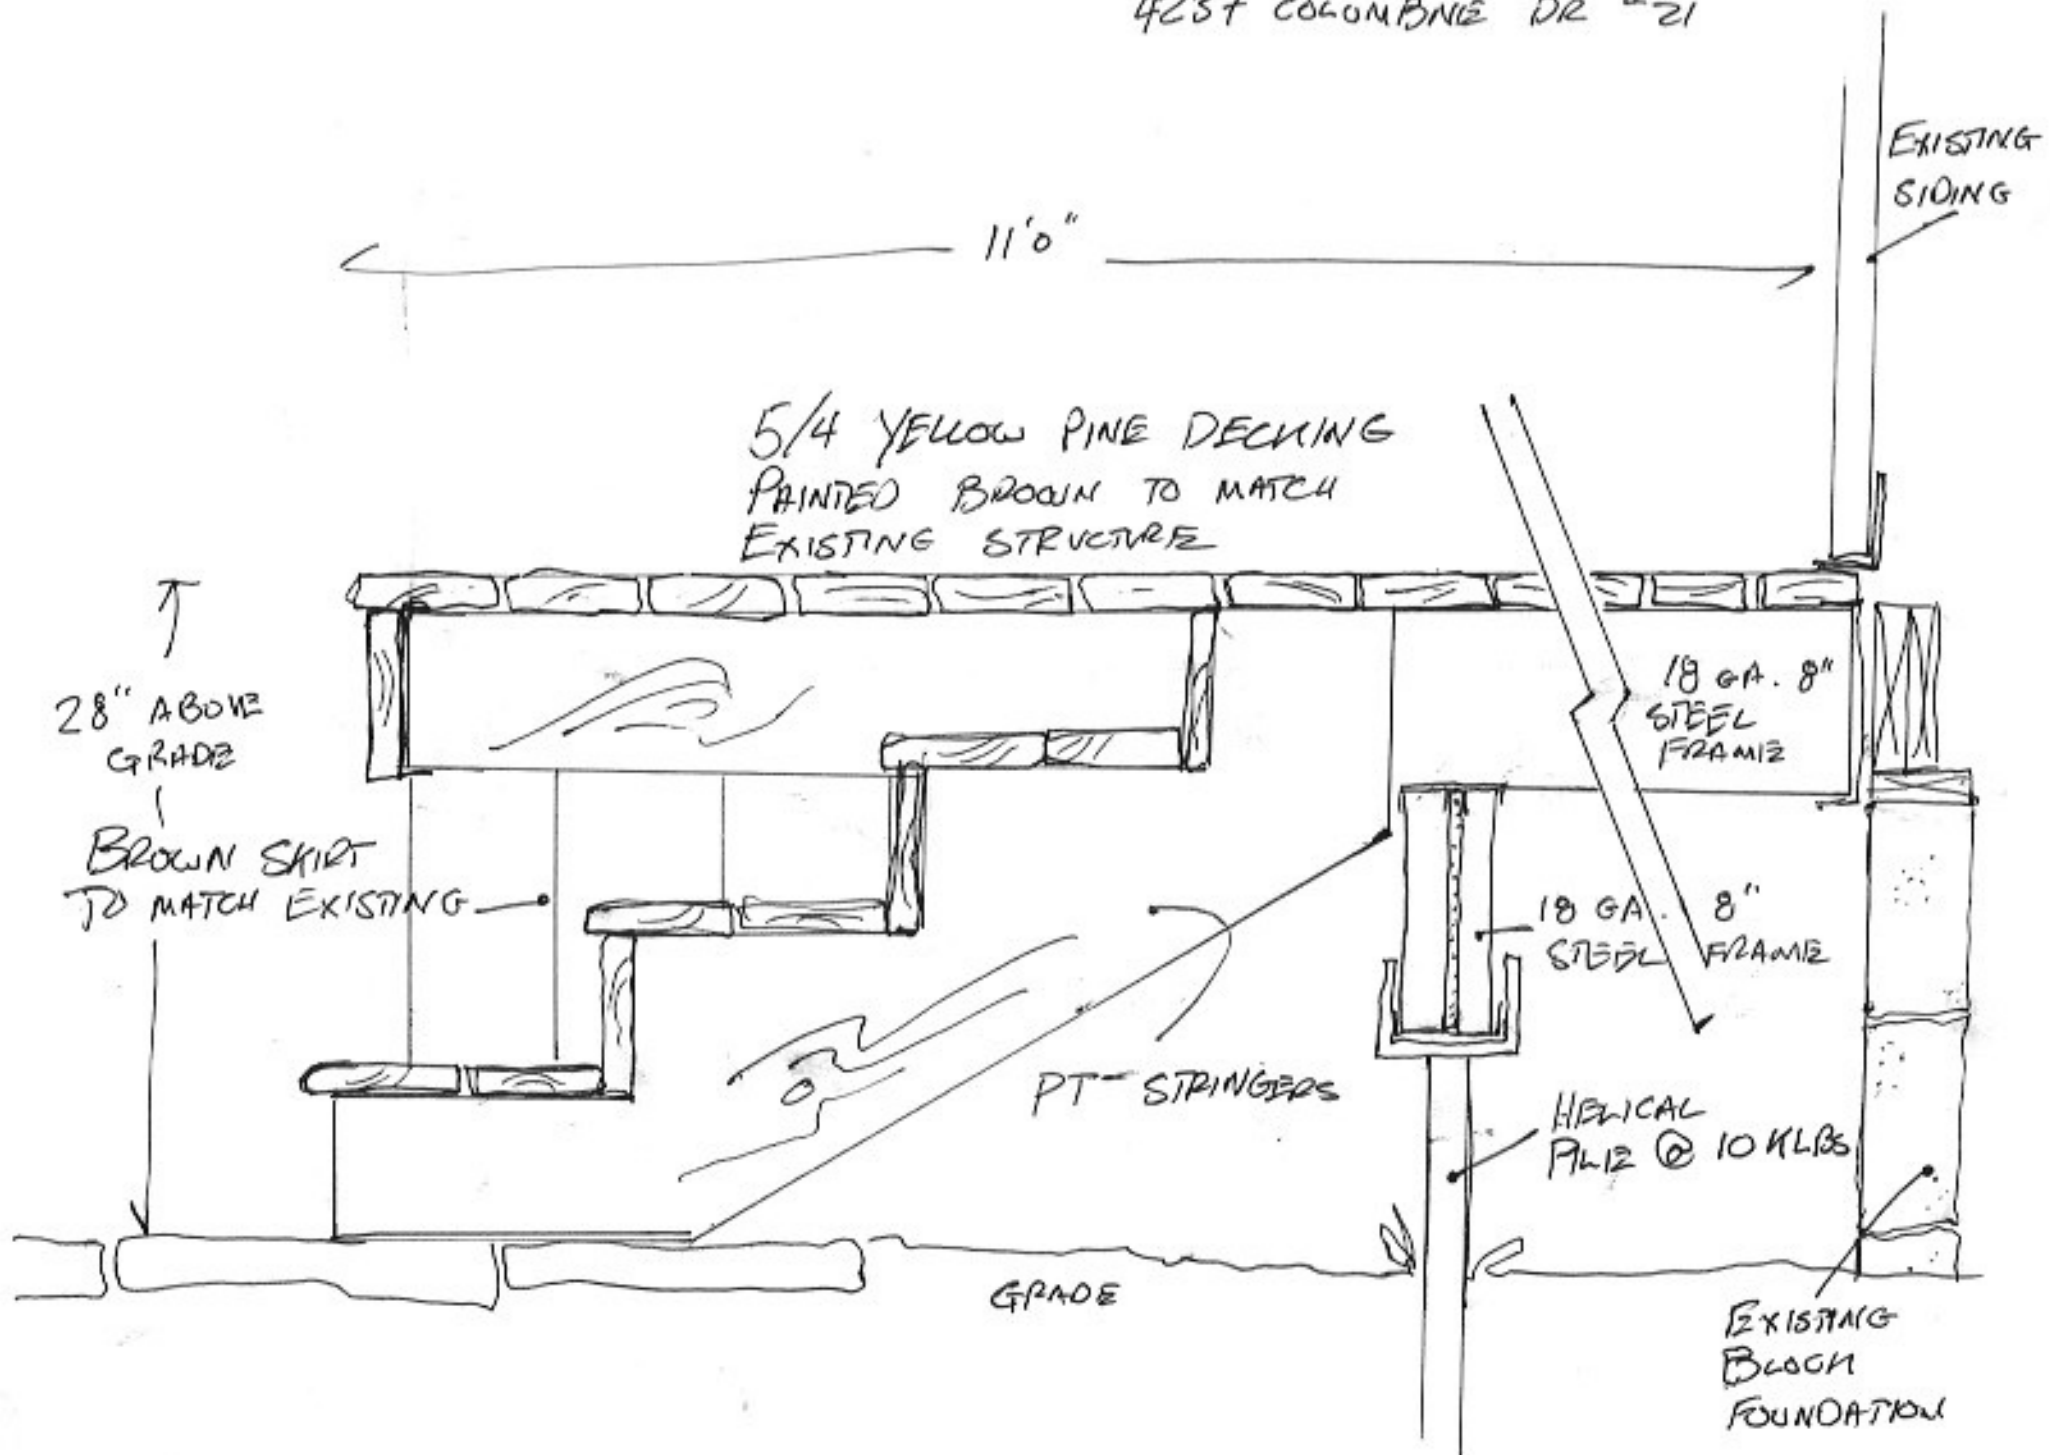 COLUMBINE DR #21
EXISTING
SIDING
11'0"
5/4 YELLOW PINE DECKING
PAINTED BROWN TO MATCH
EXISTING STRUCTURE
28" ABOVE
GRADE
BROWN SKIRT
TO MATCH EXISTING
18 GA. 8"
STEEL
FRAME
18 GA. 8"
STEEL FRAME
PT - STRINGERS
HELICAL
PILE @ 10 KLBS
GRADE
EXISTING
BLOCK
FOUNDATION